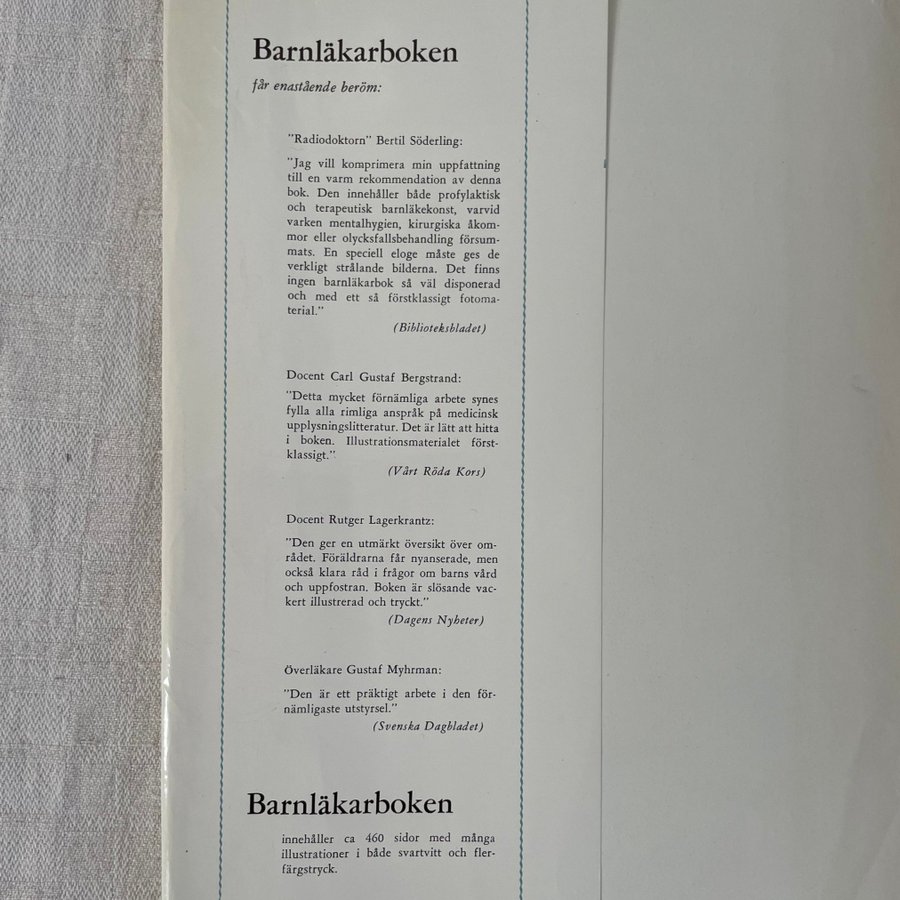 Barnläkarboken
får enastående beröm:
"Radiodoktorn" Bertil Söderling:
"Jag vill komprimera min uppfattning
till en varm rekommendation av denna
bok. Den innehåller både profylaktisk
och terapeutisk barnläkekonst, varvid
varken mentalhygien, kirurgiska åkom-
mor eller olycksfallsbehandling försum-
mats. En speciell eloge måste ges de
verkligt strålande bilderna. Det finns
ingen barnläkarbok så väl disponerad
och med ett så förstklassigt fotoma-
terial."
(Biblioteksbladet)
Docent Carl Gustaf Bergstrand:
"Detta mycket förnämliga arbete synes
fylla alla rimliga anspråk på medicinsk
upplysningslitteratur. Det är lätt att hitta
i boken. Illustrationsmaterialet först-
klassigt."
(Vårt Röda Kors)
Docent Rutger Lagerkrantz:
"Den ger en utmärkt översikt över om-
rådet. Föräldrarna får nyanserade, men
också klara råd i frågor om barns vård
och uppfostran. Boken är slösande vac-
kert illustrerad och tryckt."
(Dagens Nyheter)
Överläkare Gustaf Myhrman:
"Den är ett präktigt arbete i den för-
nämligaste utstyrsel."
(Svenska Dagbladet)
Barnläkarboken
innehåller ca 460 sidor med många
illustrationer i både svartvitt och fler-
färgstryck.